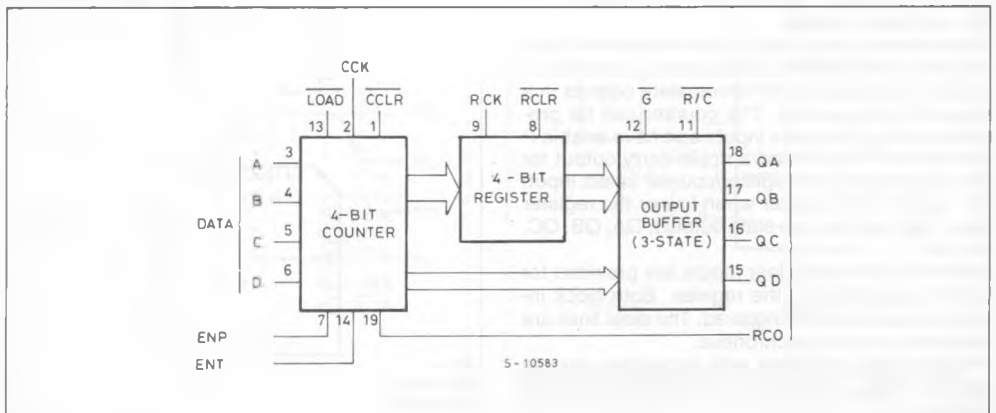 CCK
LOAD CCLR RCK RCLR G R/C
13 2 1 9 8 12 11
A 3
B 4
DATA
C 5
D 6
4-BIT
COUNTER
4-BIT
REGISTER
OUTPUT
BUFFER
(3-STATE)
18 QA
17 QB
16 QC
15 QD
7 14 19
ENP
RCO
ENT
S-10583